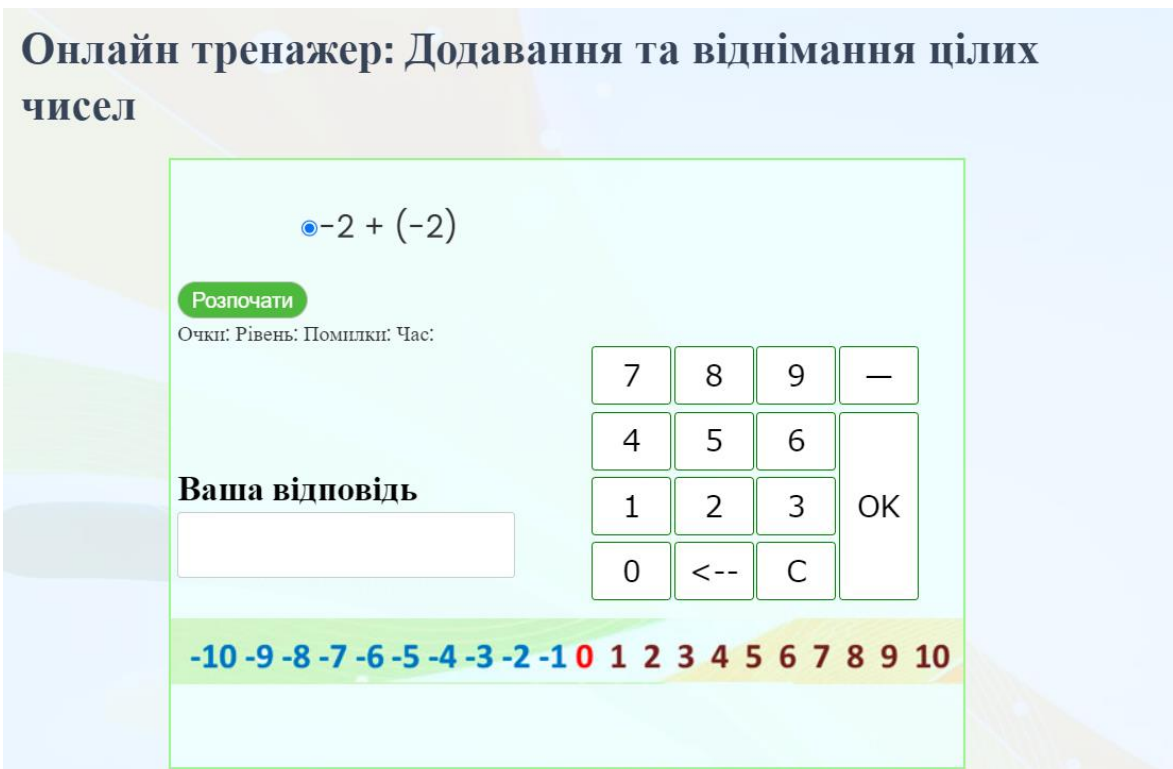 Онлайн тренажер: Додавання та віднімання цілих
чисел
-2 + (-2)
Розпочати
Очки: Рівень: Помилки: Час:
7 8 9 —
4 5 6
Ваша відповідь
1 2 3 OK
0 <-- C
-10 -9 -8 -7 -6 -5 -4 -3 -2 -1 0 1 2 3 4 5 6 7 8 9 10